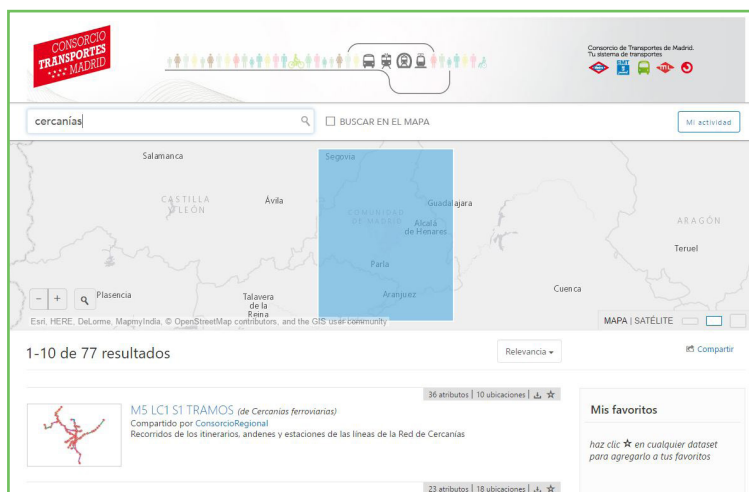 CONSORCIO
TRANSPORTES
MADRID
Consorcio de Transportes de Madrid.
Tu sistema de transportes
EMT
cercanías
BUSCAR EN EL MAPA
Mi actividad
Salamanca
Segovia
CASTILLA
Y LEÓN
Ávila
Guadalajara
COMUNIDAD
DE MADRID
Alcalá
de Henares
ARAGÓN
Teruel
Parla
Plasencia
Talavera
de la
Reina
Aranjuez
Cuenca
- +
Esri, HERE, DeLorme, MapmyIndia, © OpenStreetMap contributors, and the GIS user community
MAPA | SATÉLITE
1-10 de 77 resultados
Relevancia
Compartir
36 atributos | 10 ubicaciones |
M5 LC1 S1 TRAMOS (de Cercanías ferroviarias)
Compartido por ConsorcioRegional
Recorridos de los itinerarios, andenes y estaciones de las líneas de la Red de Cercanías
Mis favoritos
haz clic ☆ en cualquier dataset
para agregarlo a tus favoritos
23 atributos | 18 ubicaciones |